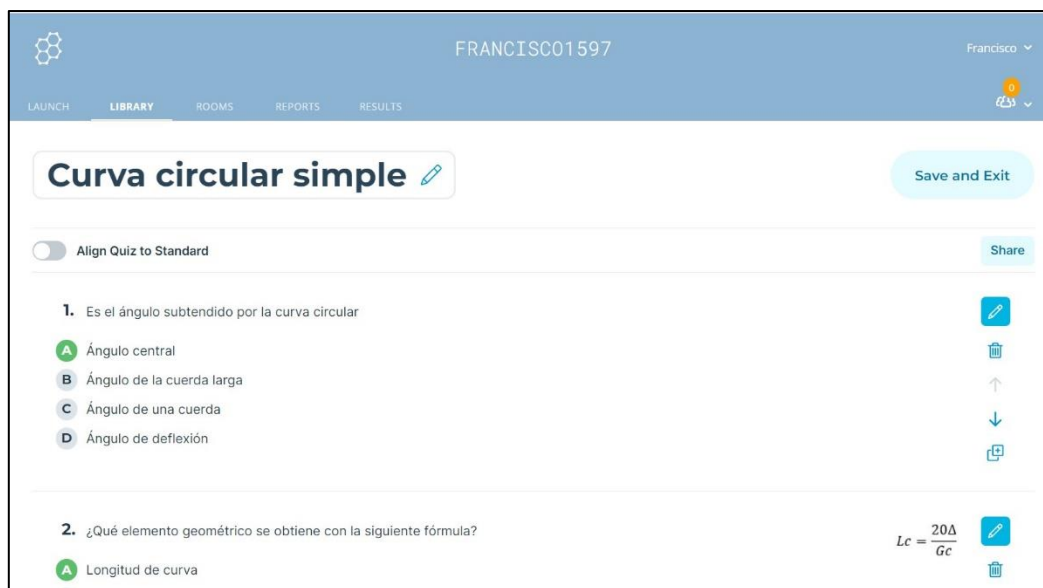 FRANCISCO1597
Francisco
0
LAUNCH LIBRARY ROOMS REPORTS RESULTS
Curva circular simple
Save and Exit
Align Quiz to Standard
Share
1. Es el ángulo subtendido por la curva circular
A Ángulo central
B Ángulo de la cuerda larga
C Ángulo de una cuerda
D Ángulo de deflexión
2. ¿Qué elemento geométrico se obtiene con la siguiente fórmula?
Lc = 20Δ/Gc
A Longitud de curva